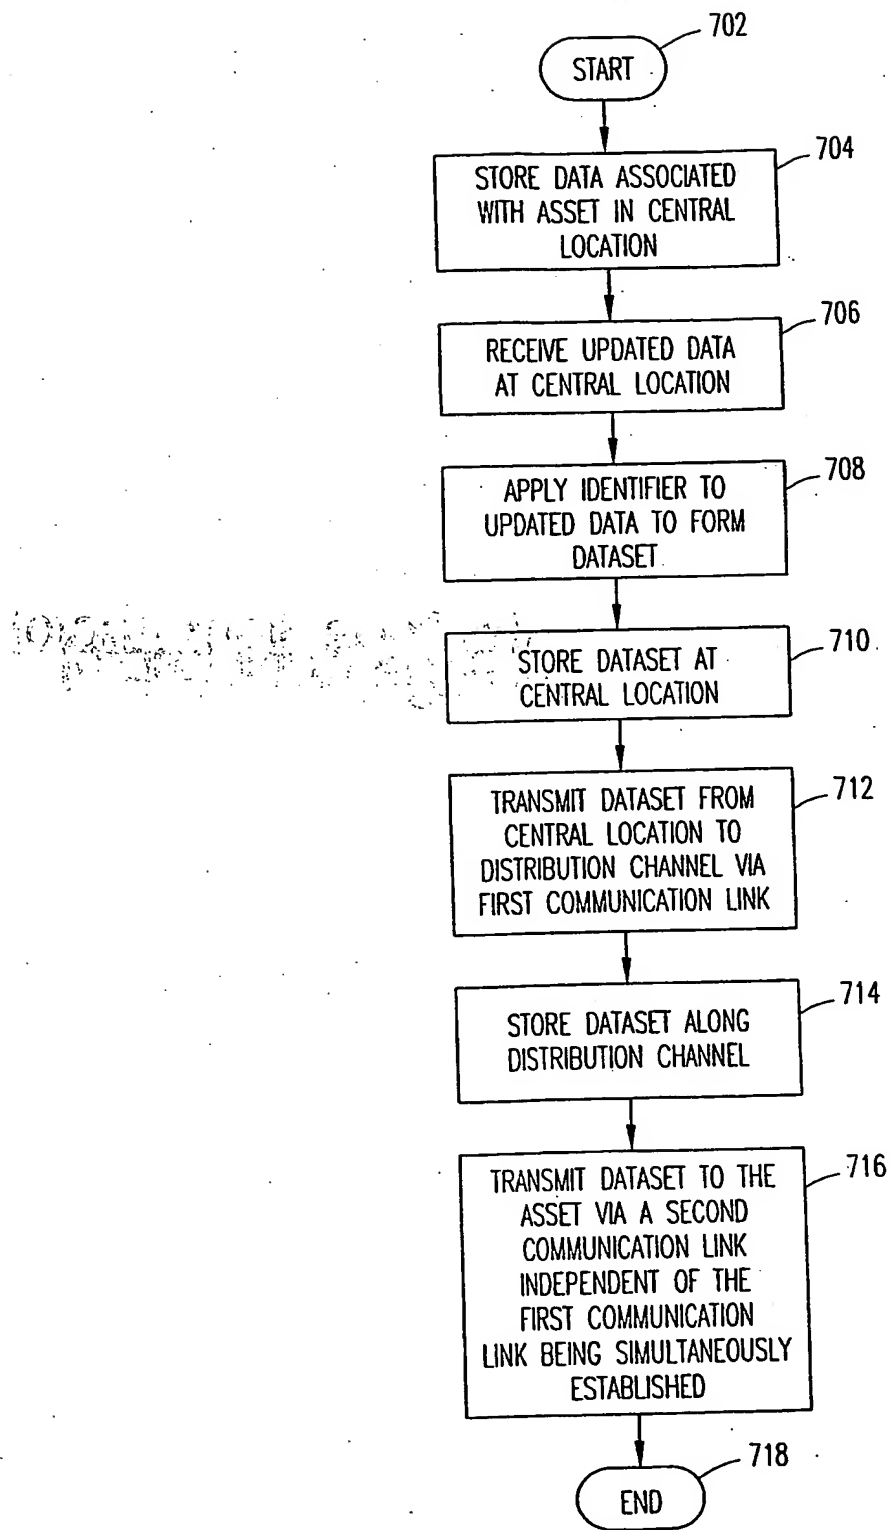 702
START
704
STORE DATA ASSOCIATED
WITH ASSET IN CENTRAL
LOCATION
706
RECEIVE UPDATED DATA
AT CENTRAL LOCATION
708
APPLY IDENTIFIER TO
UPDATED DATA TO FORM
DATASET
710
STORE DATASET AT
CENTRAL LOCATION
712
TRANSMIT DATASET FROM
CENTRAL LOCATION TO
DISTRIBUTION CHANNEL VIA
FIRST COMMUNICATION LINK
714
STORE DATASET ALONG
DISTRIBUTION CHANNEL
716
TRANSMIT DATASET TO THE
ASSET VIA A SECOND
COMMUNICATION LINK
INDEPENDENT OF THE
FIRST COMMUNICATION
LINK BEING SIMULTANEOUSLY
ESTABLISHED
718
END